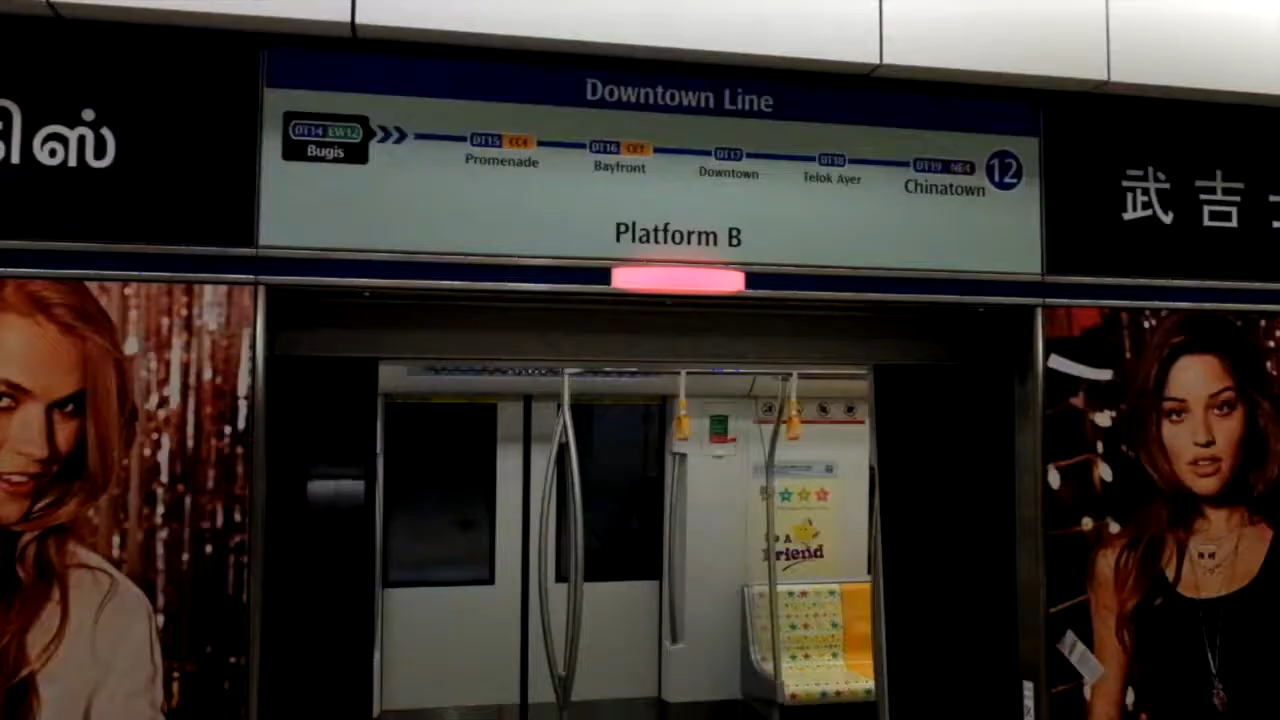 Downtown Line
DT14 EW12
Bugis
DT15 CC4
Promenade
DT16 CE1
Bayfront
DT17
Downtown
DT18
Telok Ayer
DT19 NE4
Chinatown
12
Platform B
ஸ்
武吉
Friend